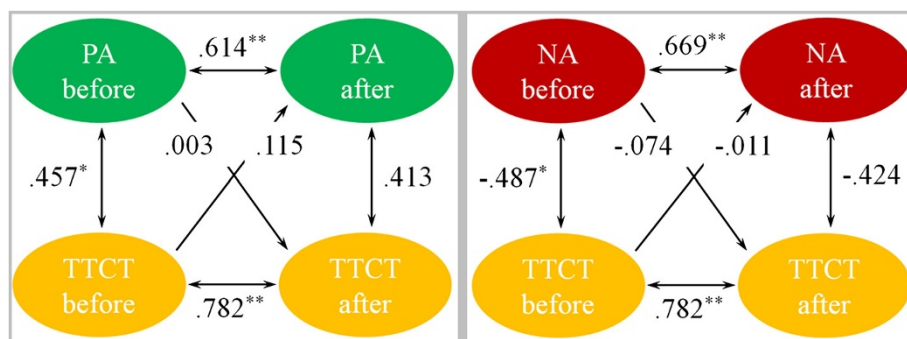 PA
before
.614**
PA
after
.003
.115
.457*
.413
TTCT
before
.782**
TTCT
after
NA
before
.669**
NA
after
-.074
-.011
-.487*
-.424
TTCT
before
.782**
TTCT
after